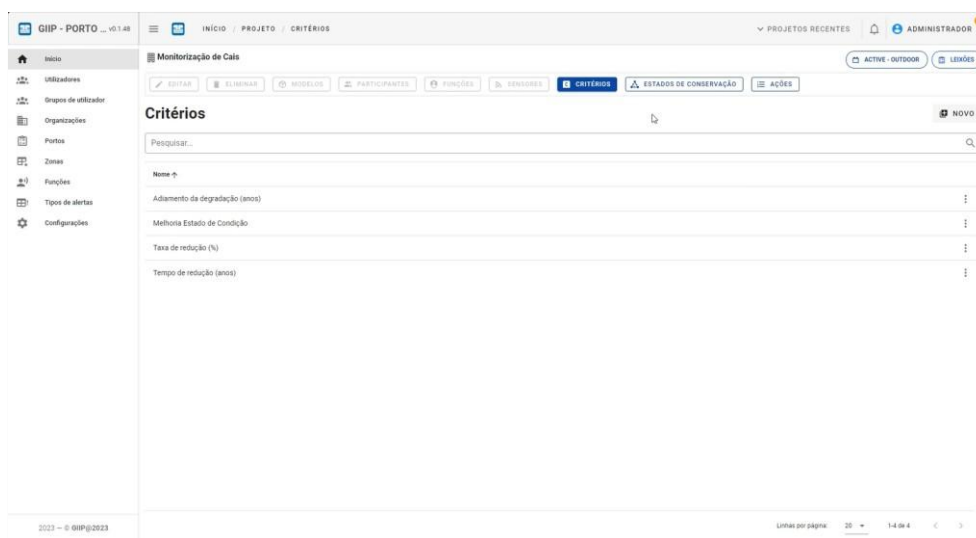 GIIP - PORTO ... v0.1.48
INÍCIO / PROJETO / CRITÉRIOS
PROJETOS RECENTES
ADMINISTRADOR
Início
Utilizadores
Grupos de utilizador
Organizações
Portos
Zonas
Funções
Tipos de alertas
Configurações
2023 — © GIIP@2023
Monitorização de Cais
ACTIVE - OUTDOOR
LEIXÕES
EDITAR
ELIMINAR
MODELOS
PARTICIPANTES
FUNÇÕES
SENSORES
CRITÉRIOS
ESTADOS DE CONSERVAÇÃO
AÇÕES
Critérios
NOVO
Pesquisar...
Nome
Adiamento da degradação (anos)
Melhoria Estado de Condição
Taxa de redução (%)
Tempo de redução (anos)
Linhas por página: 20 1-4 de 4